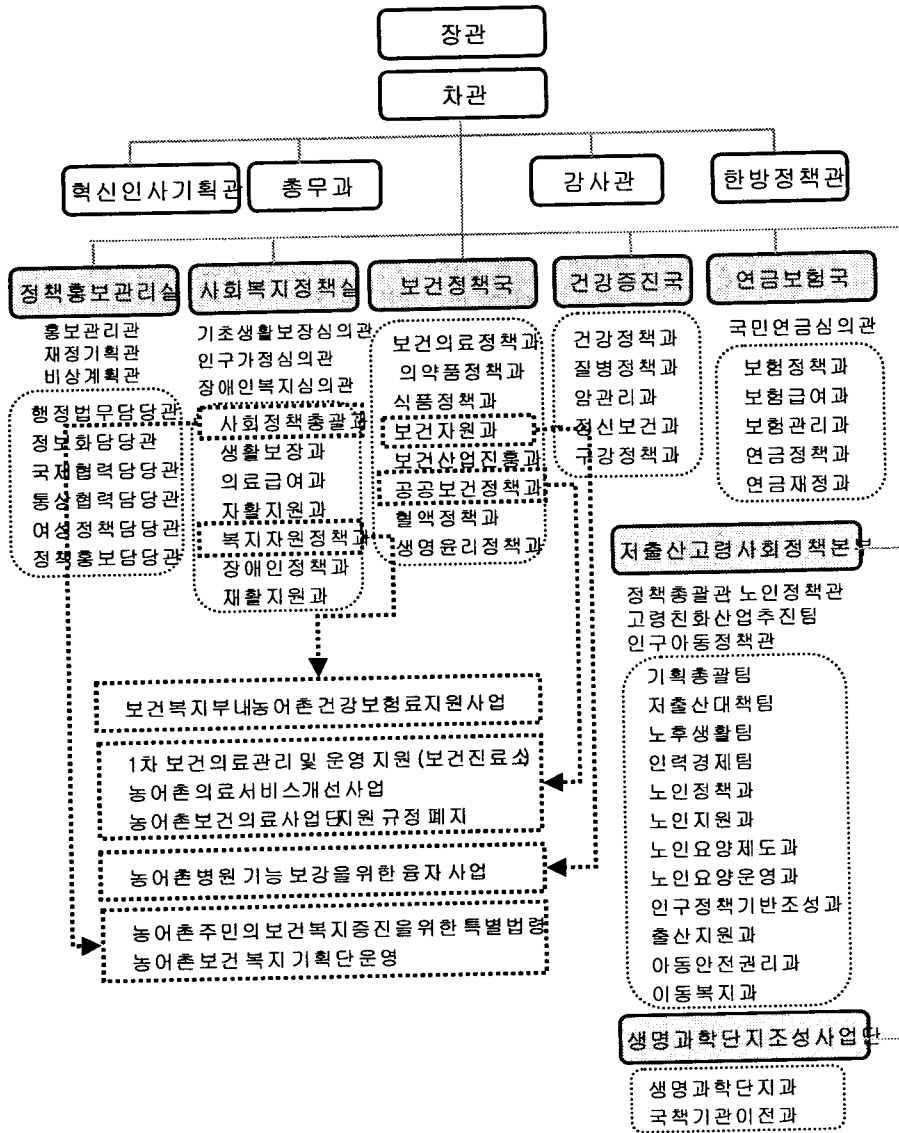 장관
차관
혁신인사기획관
총무과
감사관
한방정책관
정책홍보관리실
홍보관리관
재정기획관
비상계획관
행정법무담당관
정보화담당관
국제협력담당관
통상협력담당관
여성정책담당관
정책홍보담당관
사회복지정책실
기초생활보장심의관
인구가정심의관
장애인복지심의관
사회정책총괄과
생활보장과
의료급여과
자활지원과
복지자원정책과
장애인정책과
재활지원과
보건정책국
보건의료정책과
의약품정책과
식품정책과
보건자원과
보건산업진흥과
공공보건정책과
혈액정책과
생명윤리정책과
건강증진국
건강정책과
질병정책과
암관리과
정신보건과
구강정책과
연금보험국
국민연금심의관
보험정책과
보험급여과
보험관리과
연금정책과
연금재정과
저출산고령사회정책본부
정책총괄관 노인정책관
고령친화산업추진팀
인구아동정책관
기획총괄팀
저출산대책팀
노후생활팀
인력경제팀
노인정책과
노인지원과
노인요양제도과
노인요양운영과
인구정책기반조성과
출산지원과
아동안전권리과
이동복지과
생명과학단지조성사업단
생명과학단지과
국책기관이전과
보건복지부내농어촌건강보험료지원사업
1차 보건의료관리 및 운영 지원 (보건진료소)
농어촌의료서비스개선사업
농어촌보건의료사업단지원 규정 폐지
농어촌병원 기능 보강을위한 융자사업
농어촌주민의보건복지증진을위한 특별법령
농어촌보건 복지 기획단운영